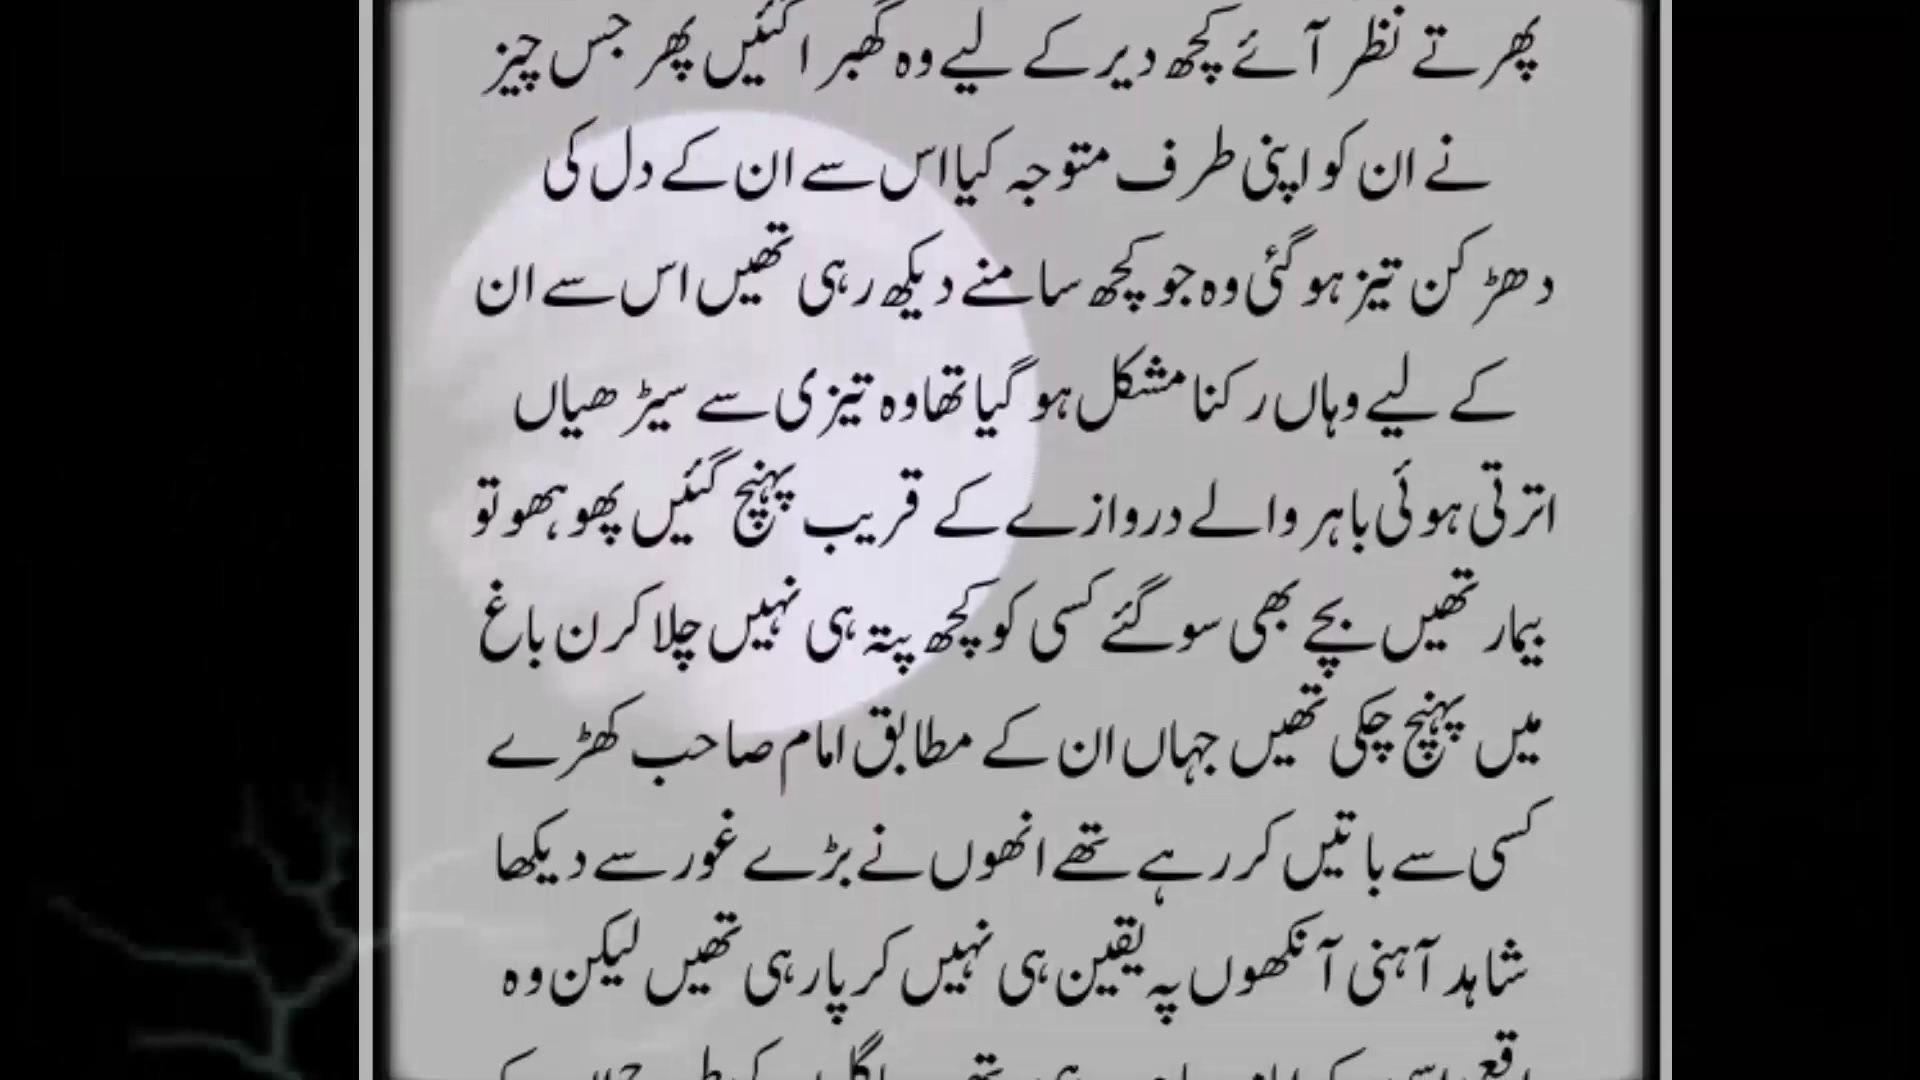 پھرتے نظر آئے کچھ دیر کے لیے وہ گھبرا گئیں پھر جس چیز
نے ان کو اپنی طرف متوجہ کیا اس سے ان کے دل کی
دھڑکن تیز ہو گئی وہ جو کچھ سامنے دیکھ رہی تھیں اس سے ان
کے لیے وہاں رکنا مشکل ہو گیا تھا وہ تیزی سے سیڑھیاں
اترتی ہوئی باہر والے دروازے کے قریب پہنچ گئیں پھوپھو تو
بیمار تھیں بچے بھی سو گئے کسی کو کچھ پتہ ہی نہیں چلا کرن باغ
میں پہنچ چکی تھیں جہاں ان کے مطابق امام صاحب کھڑے
کسی سے باتیں کر رہے تھے انھوں نے بڑے غور سے دیکھا
شاہد آہنی آنکھوں پہ یقین ہی نہیں کر پا رہی تھیں لیکن وہ